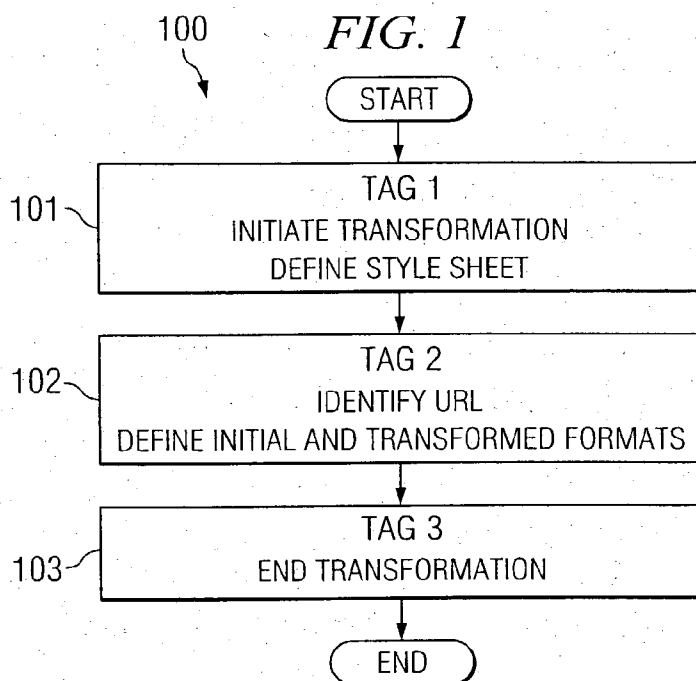 100
FIG. 1
START
101
TAG 1
INITIATE TRANSFORMATION
DEFINE STYLE SHEET
102
TAG 2
IDENTIFY URL
DEFINE INITIAL AND TRANSFORMED FORMATS
103
TAG 3
END TRANSFORMATION
END